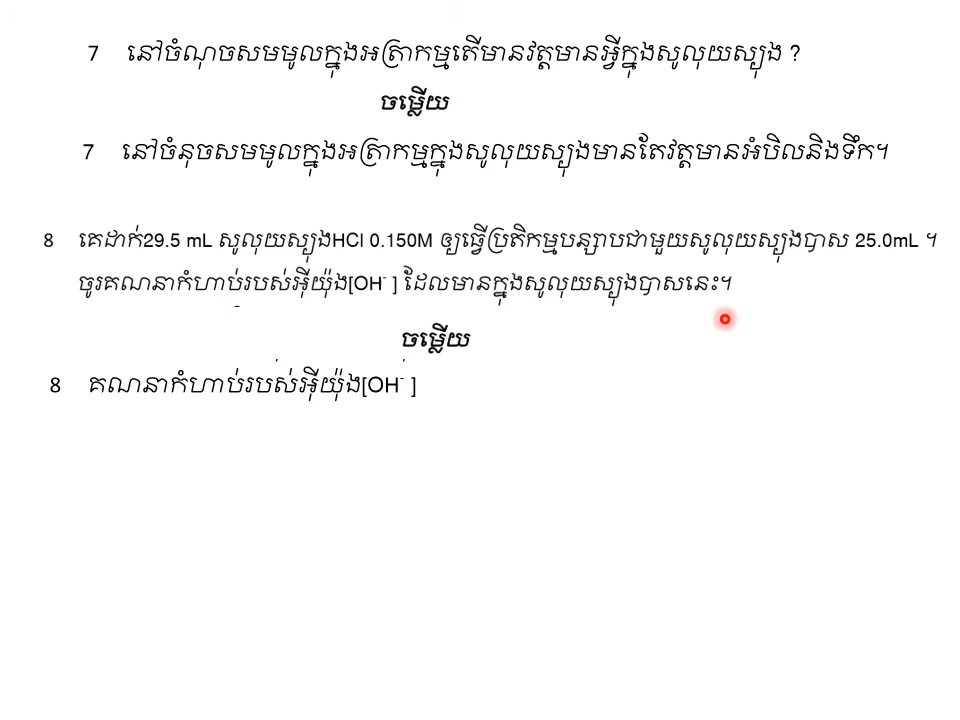 7 នៅចំណុចសមមូលក្នុងអត្រាកម្មតើមានវត្តមានអ្វីក្នុងសូលុយស្យុង ?
ចម្លើយ
7 នៅចំនុចសមមូលក្នុងអត្រាកម្មក្នុងសូលុយស្យុងមានតែវត្តមានអំបិលនិងទឹក។
8 គេដាក់29.5 mL សូលុយស្យុងHCl 0.150M ឲ្យធ្វើប្រតិកម្មបន្សាបជាមួយសូលុយស្យុងបាស 25.0mL ។
ចូរគណនាកំហាប់របស់អ៊ីយ៉ុង[OH⁻ ] ដែលមានក្នុងសូលុយស្យុងបាសនេះ។
ចម្លើយ
8 គណនាកំហាប់របស់អ៊ីយ៉ុង[OH⁻ ]